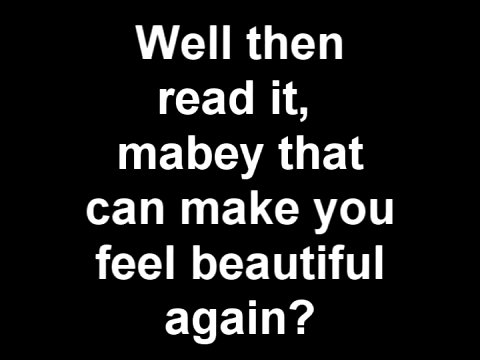 Well then
read it,
mabey that
can make you
feel beautiful
again?